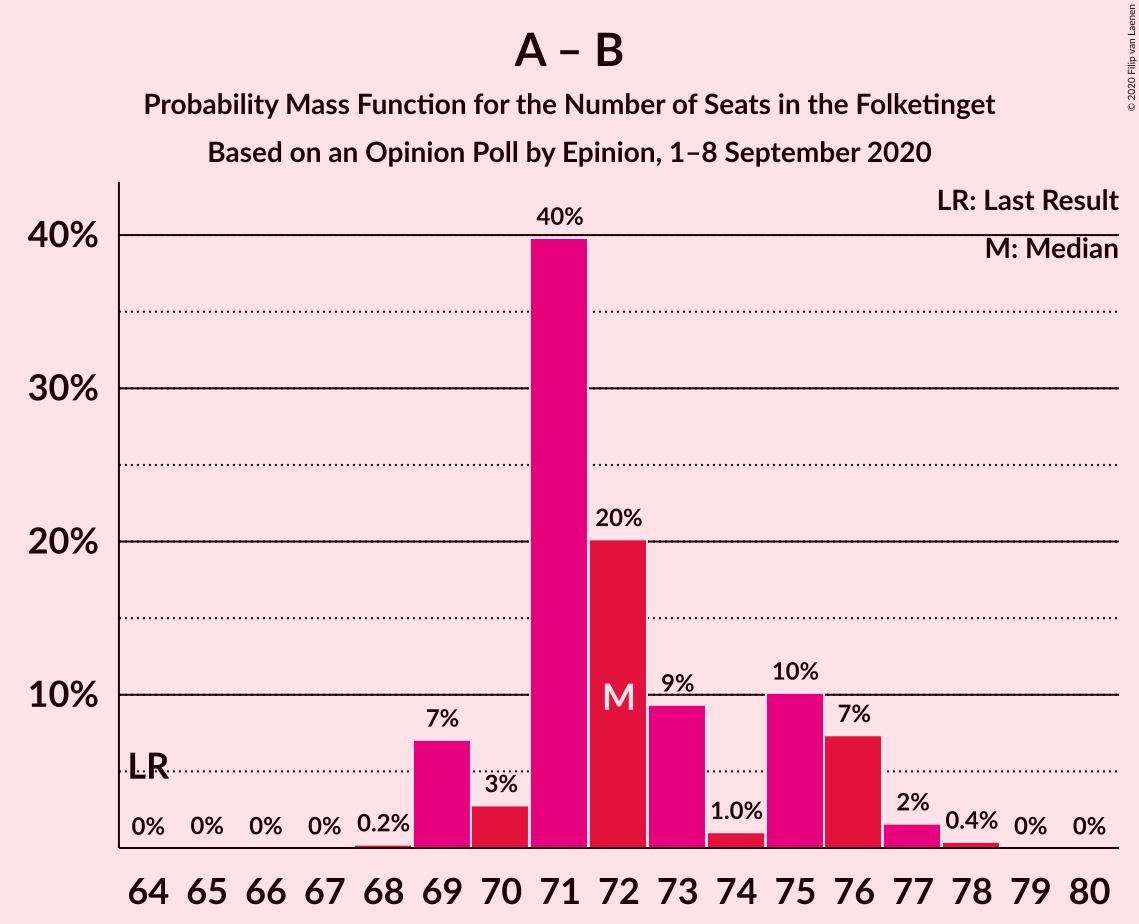 A – B
Probability Mass Function for the Number of Seats in the Folketinget
Based on an Opinion Poll by Epinion, 1–8 September 2020
© 2020 Filip van Laenen
LR: Last Result
M: Median
40%
30%
20%
10%
LR
M
0% 0% 0% 0% 0.2% 7% 3% 40% 20% 9% 1.0% 10% 7% 2% 0.4% 0% 0%
64 65 66 67 68 69 70 71 72 73 74 75 76 77 78 79 80